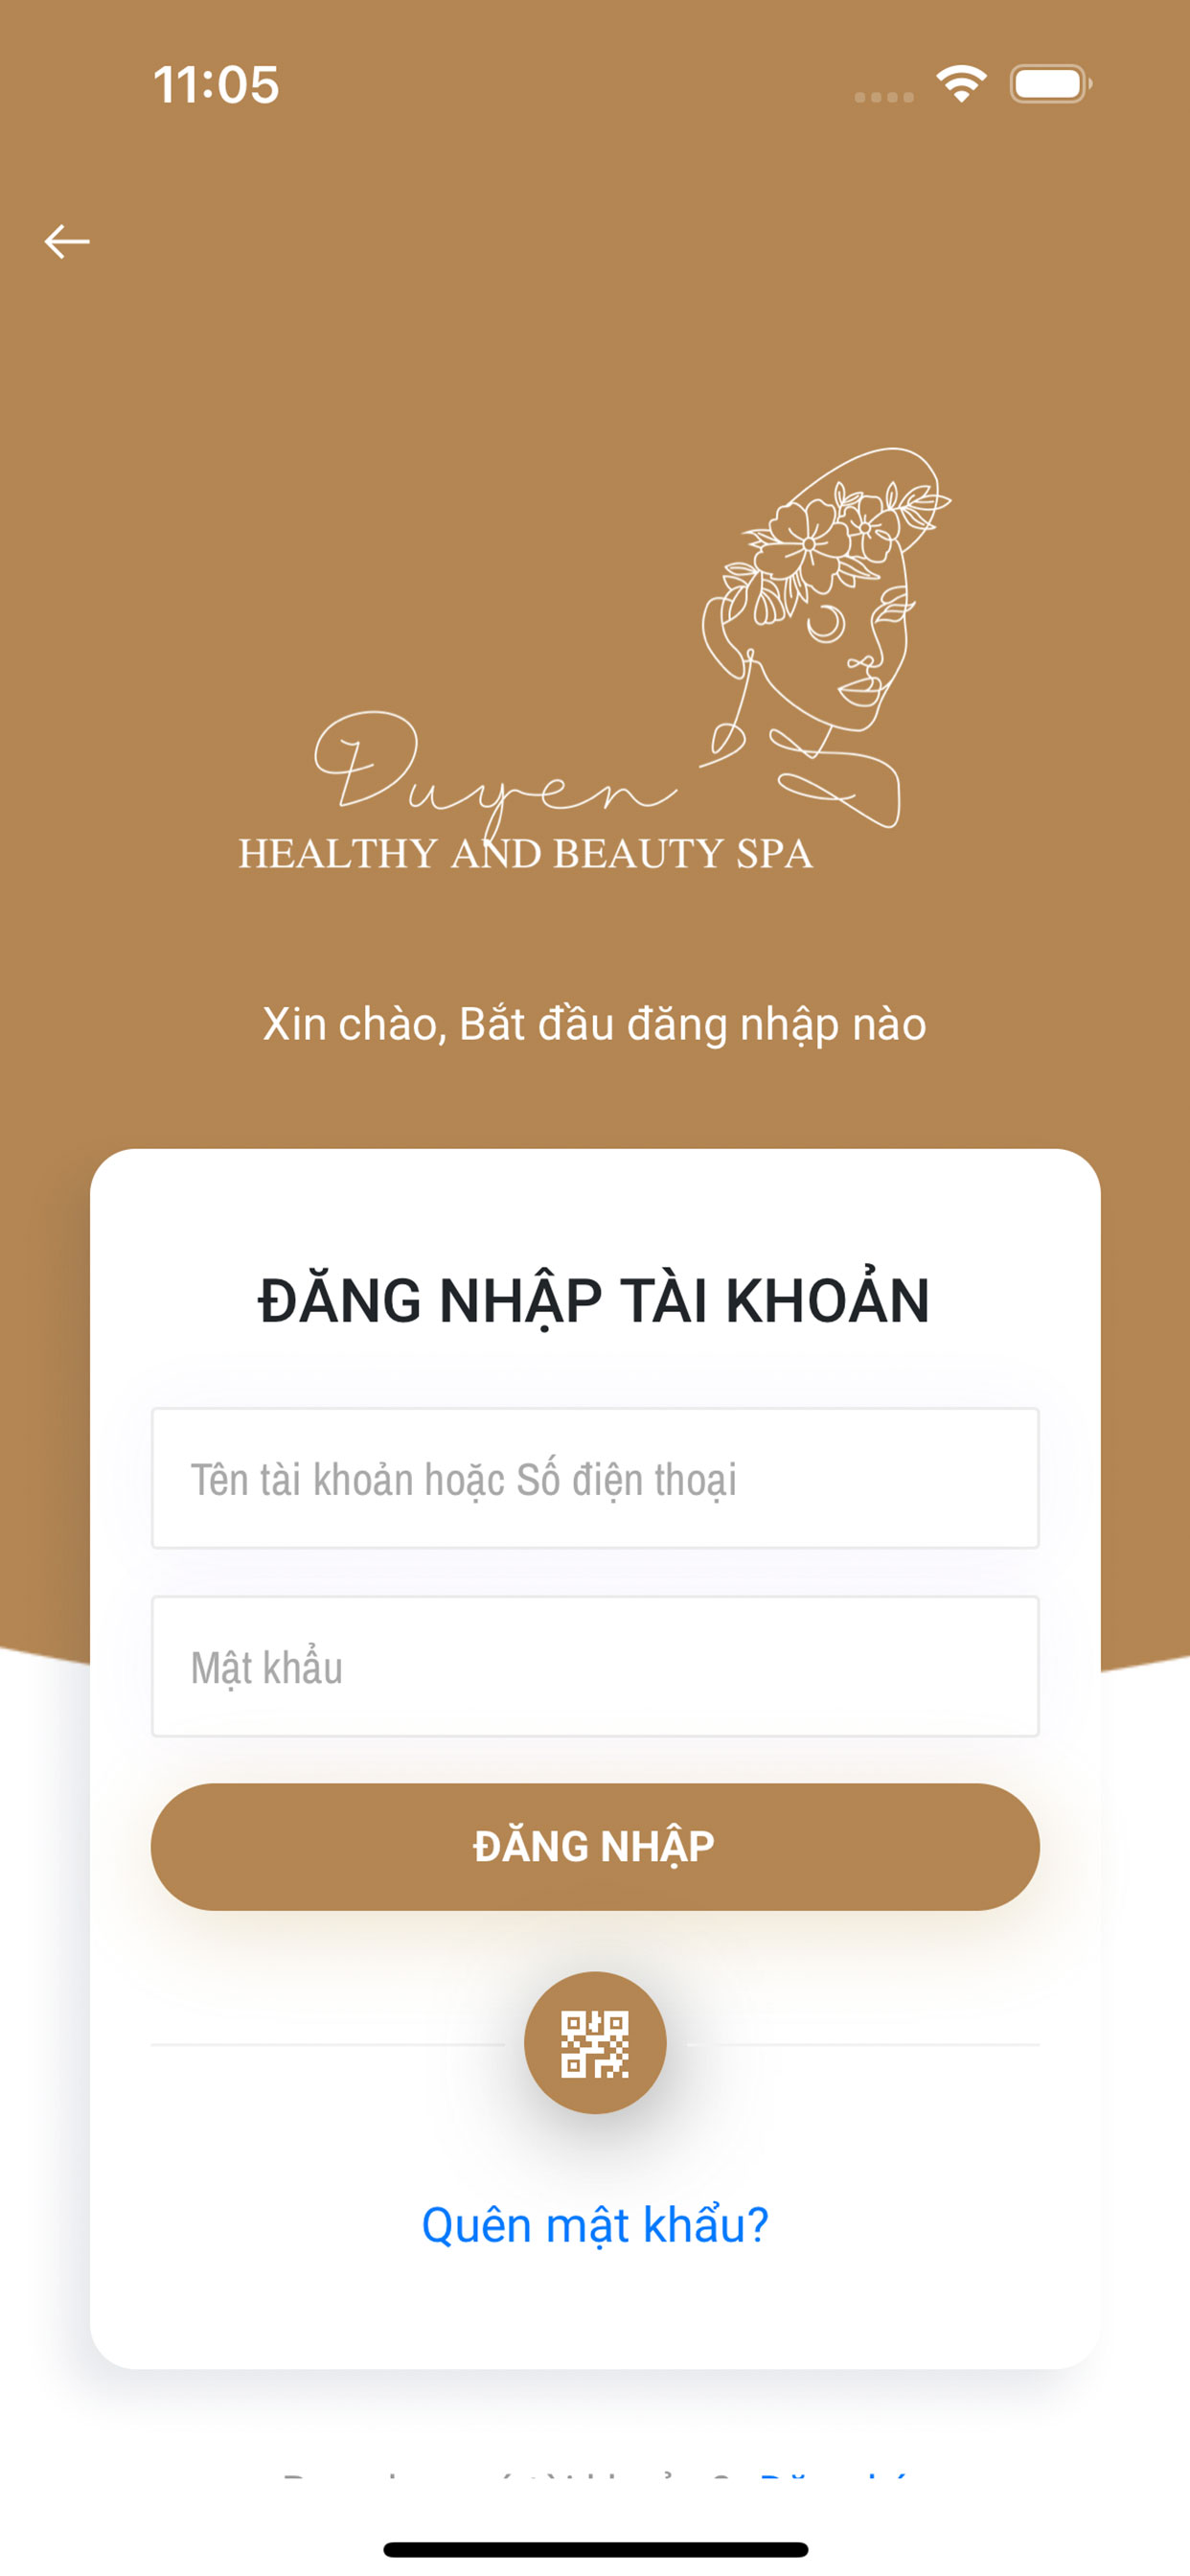 11:05
Duyen
HEALTHY AND BEAUTY SPA
Xin chào, Bắt đầu đăng nhập nào
ĐĂNG NHẬP TÀI KHOẢN
Tên tài khoản hoặc Số điện thoại
Mật khẩu
ĐĂNG NHẬP
Quên mật khẩu?